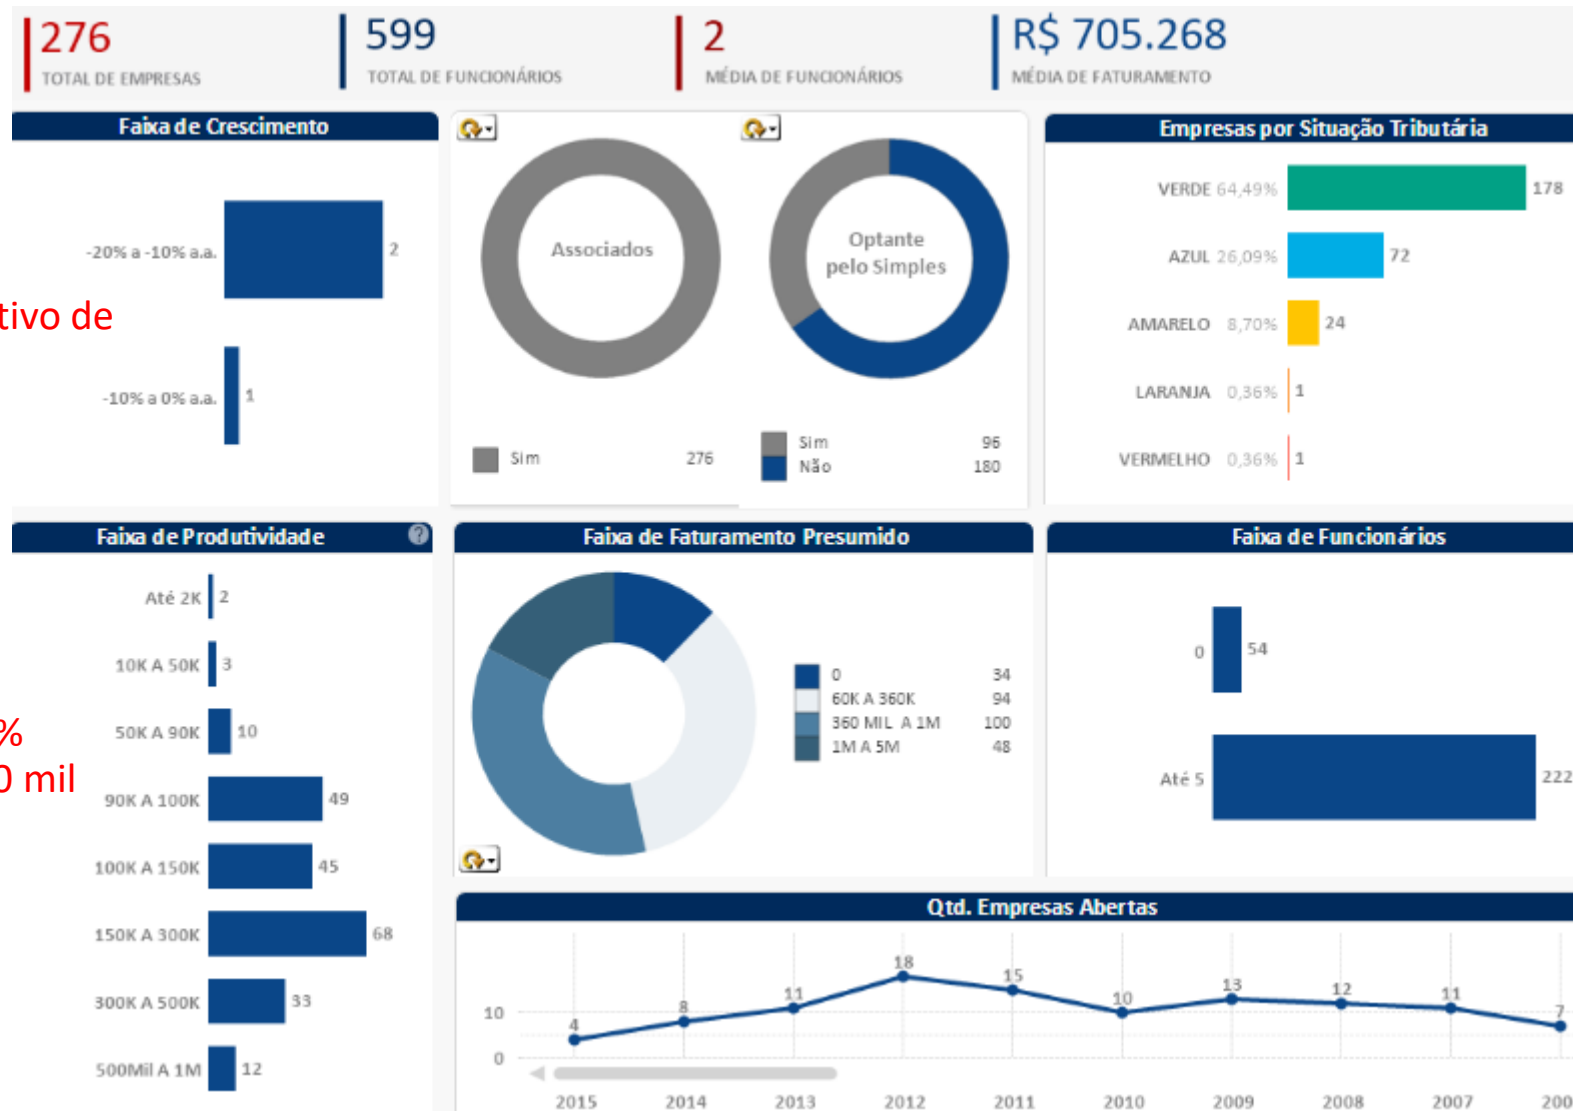 276
TOTAL DE EMPRESAS
599
TOTAL DE FUNCIONÁRIOS
2
MÉDIA DE FUNCIONÁRIOS
R$ 705.268
MÉDIA DE FATURAMENTO
Faixa de Crescimento
-20% a -10% a.a. 2
-10% a 0% a.a. 1
tivo de
Associados
Sim 276
Optante
pelo Simples
Sim 96
Não 180
Empresas por Situação Tributária
VERDE 64,49% 178
AZUL 26,09% 72
AMARELO 8,70% 24
LARANJA 0,36% 1
VERMELHO 0,36% 1
Faixa de Produtividade ?
Até 2K 2
10K A 50K 3
50K A 90K 10
90K A 100K 49
100K A 150K 45
150K A 300K 68
300K A 500K 33
500Mil A 1M 12
%
0 mil
Faixa de Faturamento Presumido
0 34
60K A 360K 94
360 MIL A 1M 100
1M A 5M 48
Faixa de Funcionários
0 54
Até 5 222
Qtd. Empresas Abertas
10
0
4 8 11 18 15 10 13 12 11 7
2015 2014 2013 2012 2011 2010 2009 2008 2007 200